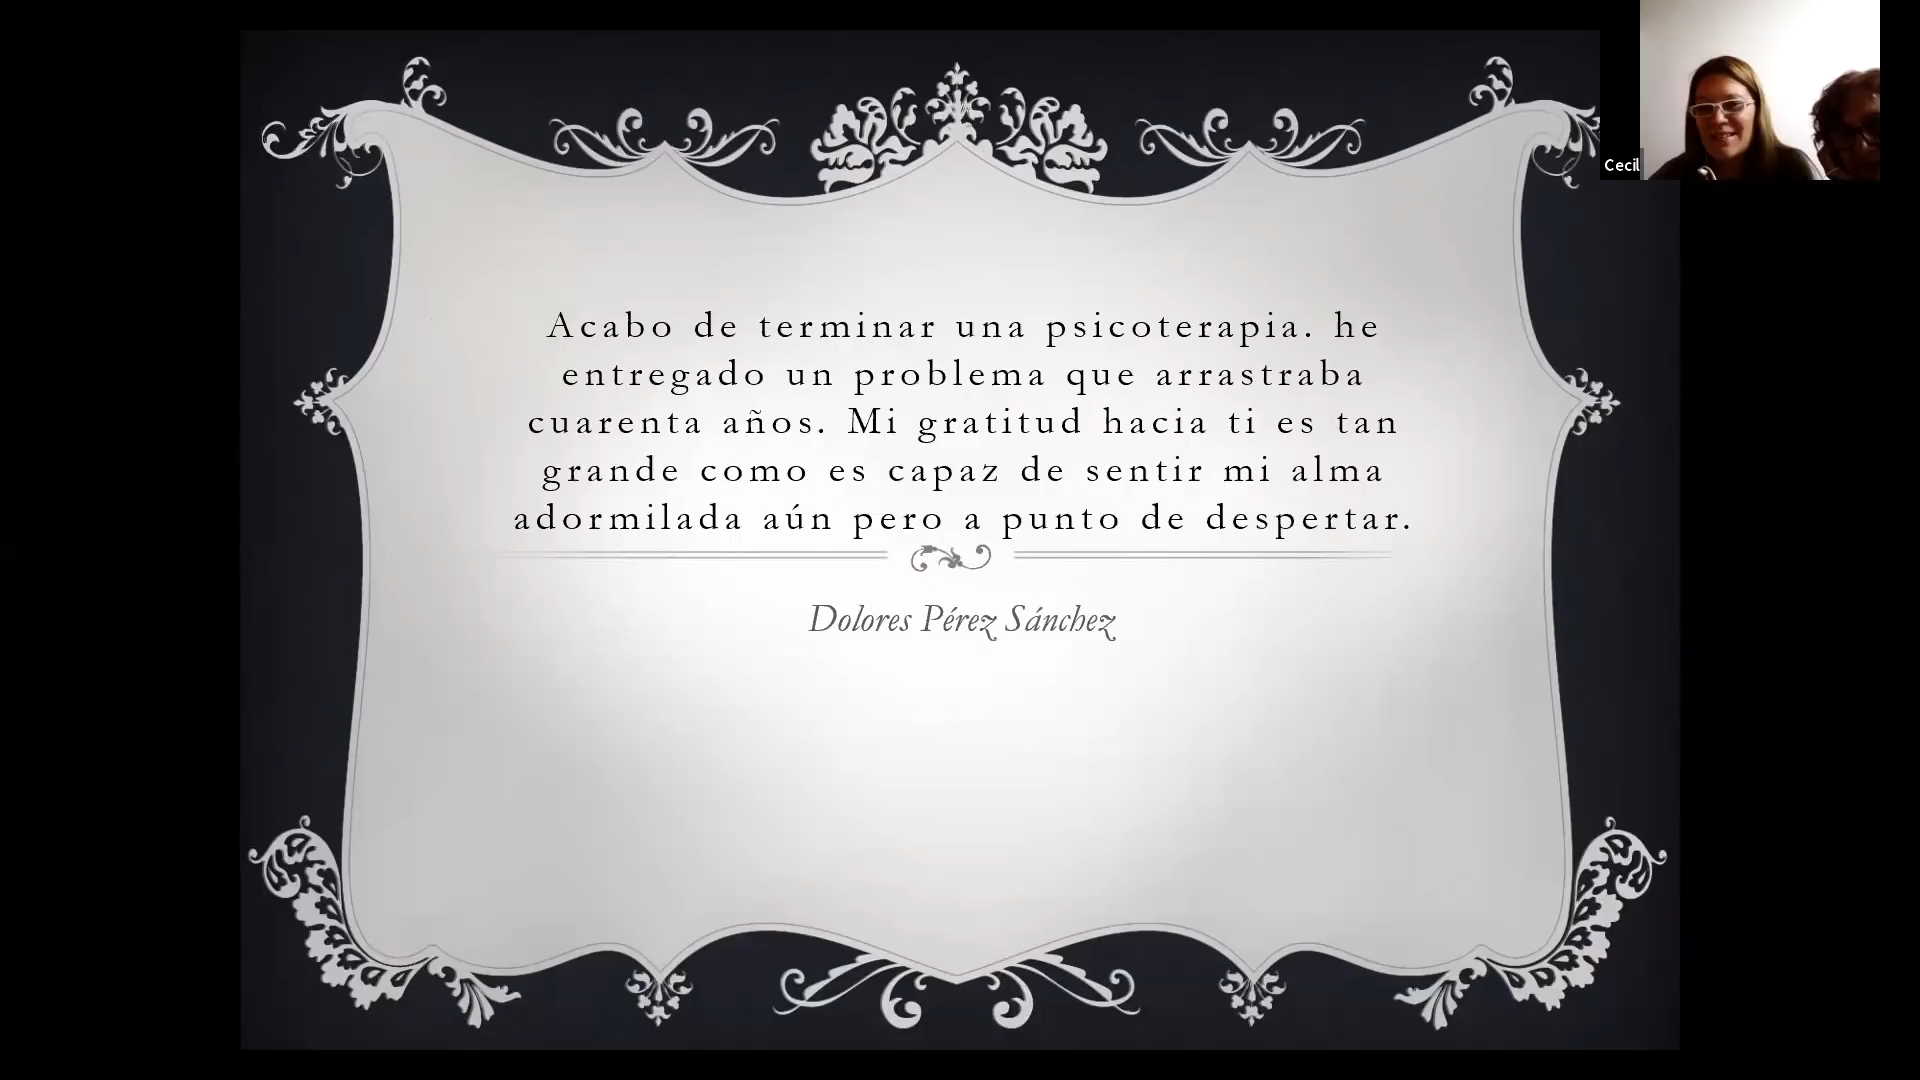 Acabo de terminar una psicoterapia. he
entregado un problema que arrastraba
cuarenta años. Mi gratitud hacia ti es tan
grande como es capaz de sentir mi alma
adormilada aún pero a punto de despertar.
Dolores Pérez Sánchez
Cecil